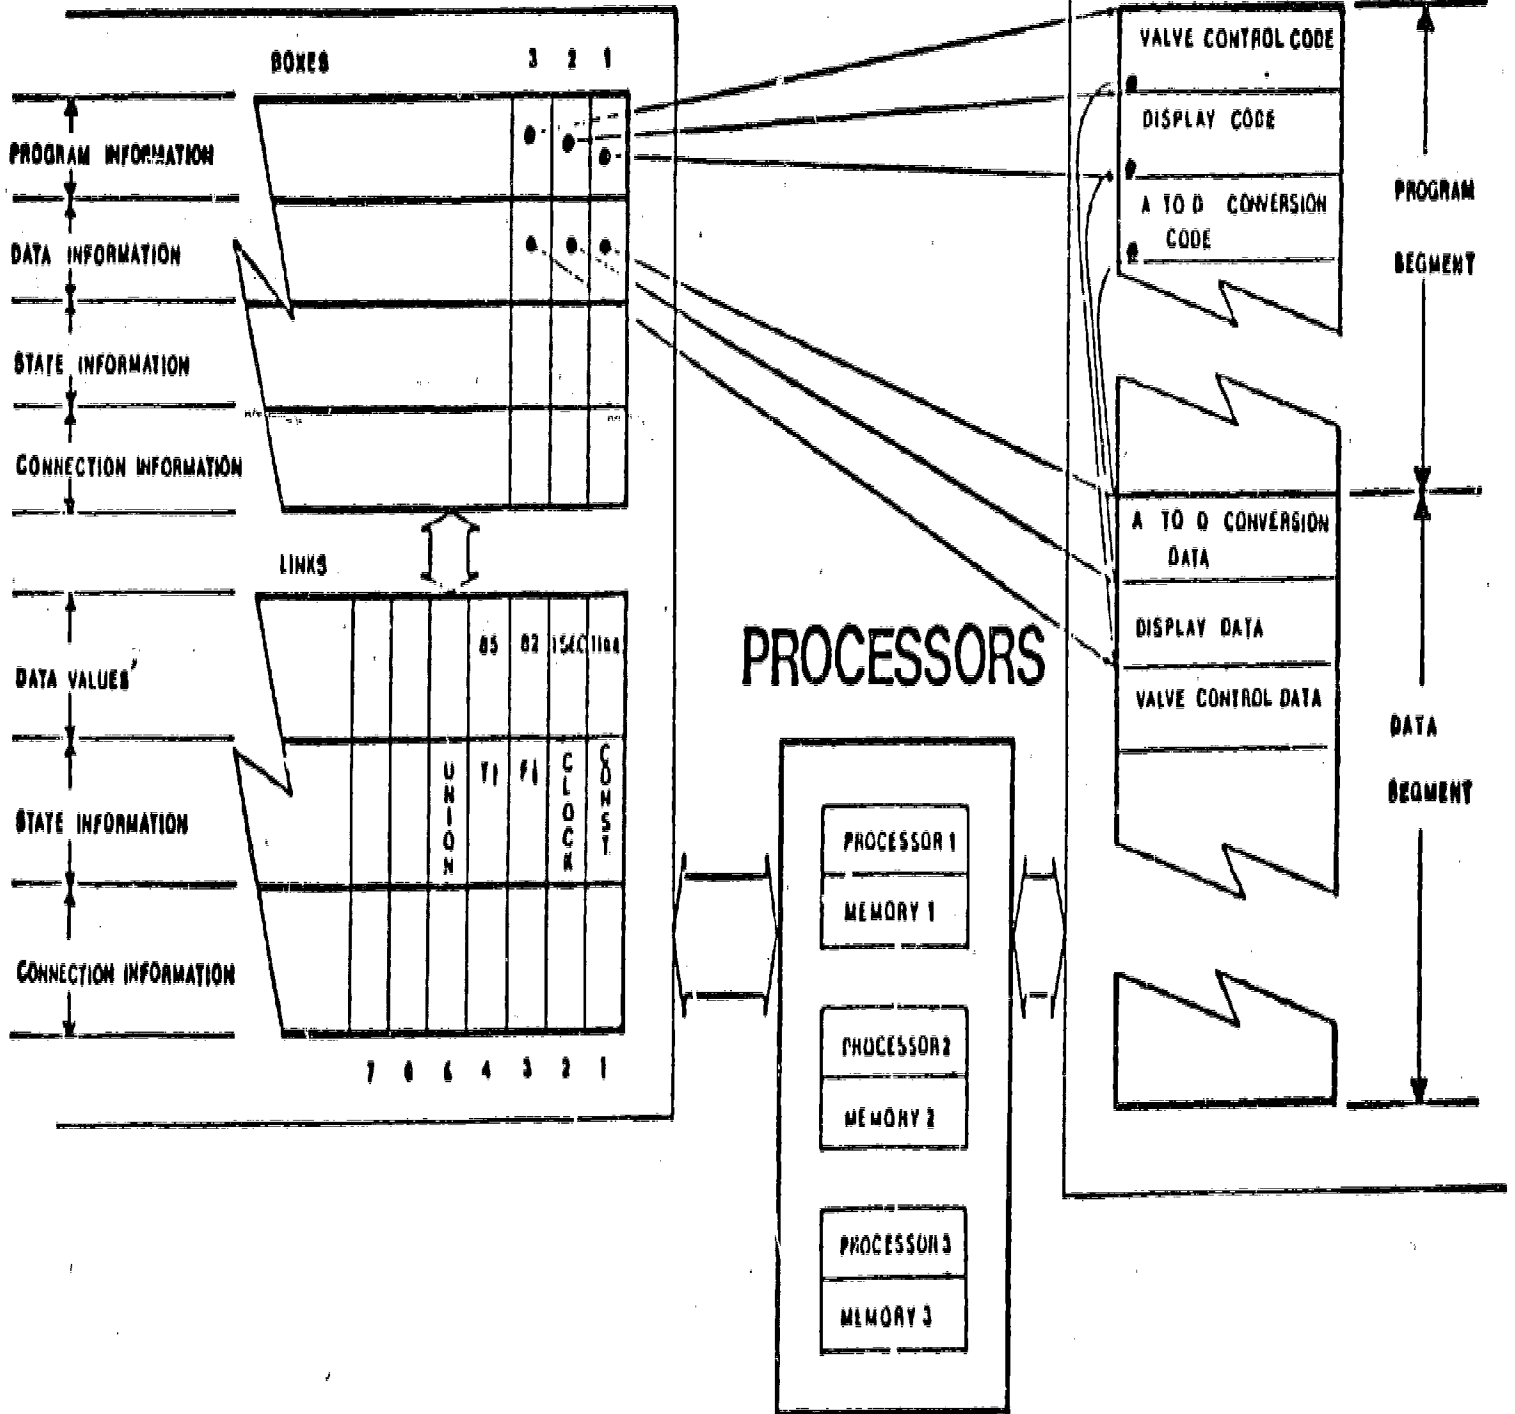 BOXES 3 2 1
PROGRAM INFORMATION
DATA INFORMATION
STATE INFORMATION
CONNECTION INFORMATION
LINKS
85 82 1 SEC
DATA VALUES
STATE INFORMATION
UNION
CLOCK
CONST
CONNECTION INFORMATION
7 6 5 4 3 2 1
PROCESSORS
PROCESSOR 1
MEMORY 1
PROCESSOR 2
MEMORY 2
PROCESSOR 3
MEMORY 3
VALVE CONTROL CODE
DISPLAY CODE
A TO D CONVERSION
CODE
PROGRAM
SEGMENT
A TO D CONVERSION
DATA
DISPLAY DATA
VALVE CONTROL DATA
DATA
SEGMENT